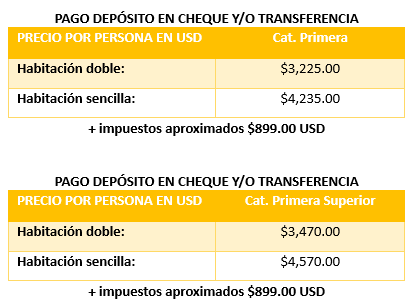 PAGO DEPÓSITO EN CHEQUE Y/O TRANSFERENCIA
PRECIO POR PERSONA EN USD Cat. Primera
Habitación doble: $3,225.00
Habitación sencilla: $4,235.00
+ impuestos aproximados $899.00 USD
PAGO DEPÓSITO EN CHEQUE Y/O TRANSFERENCIA
PRECIO POR PERSONA EN USD Cat. Primera Superior
Habitación doble: $3,470.00
Habitación sencilla: $4,570.00
+ impuestos aproximados $899.00 USD